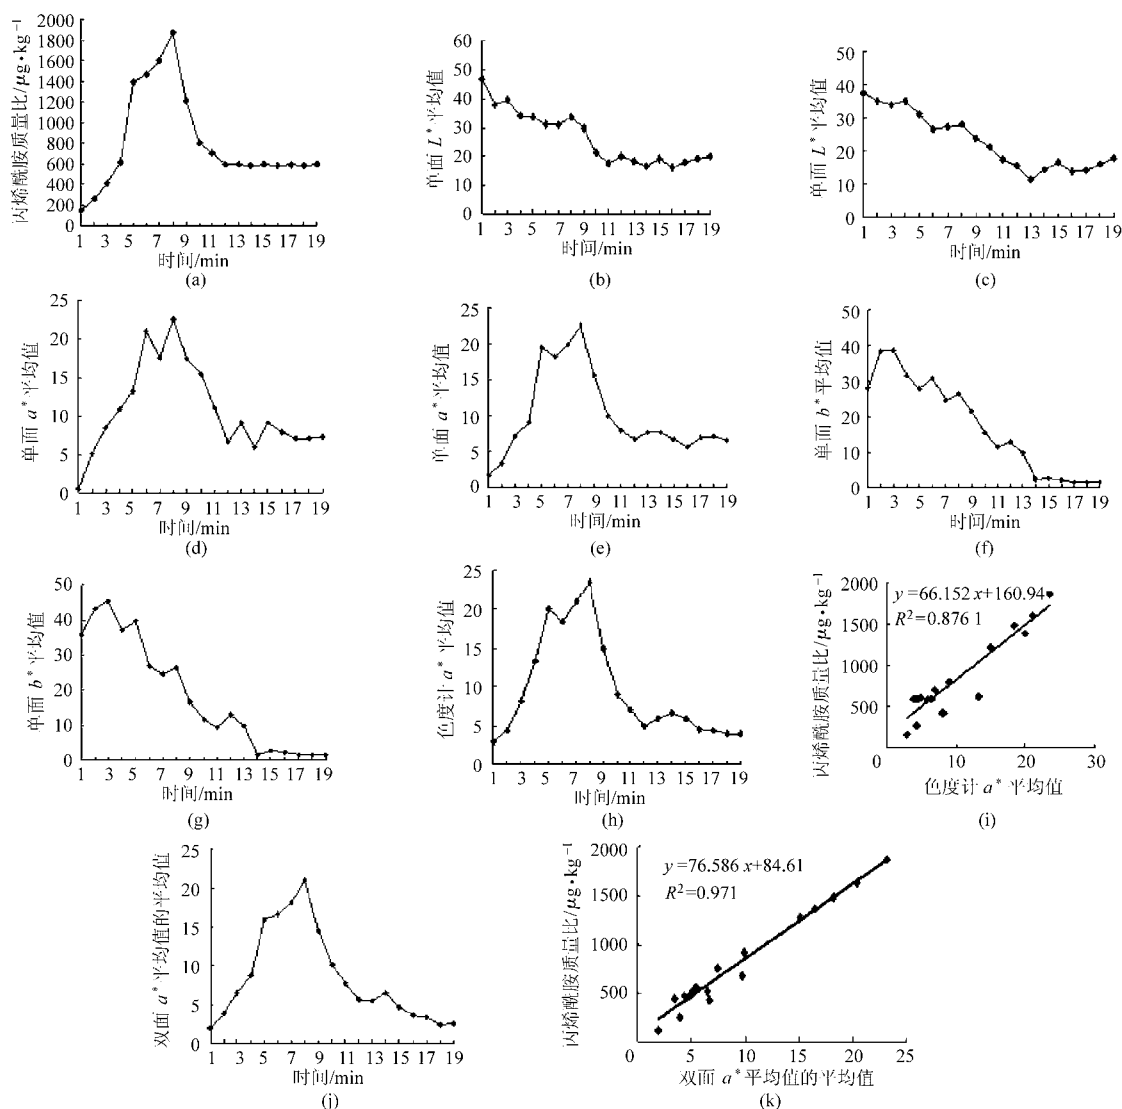 丙烯酰胺质量比/μg•kg⁻¹
2000
1800
1600
1400
1200
1000
800
600
400
200
0
1 3 5 7 9 11 13 15 17 19
时间/min
(a)
单面 L* 平均值
60
50
40
30
20
10
0
1 3 5 7 9 11 13 15 17 19
时间/min
(b)
单面 L* 平均值
50
40
30
20
10
0
1 3 5 7 9 11 13 15 17 19
时间/min
(c)
单面 a* 平均值
25
20
15
10
5
0
1 3 5 7 9 11 13 15 17 19
时间/min
(d)
单面 a* 平均值
25
20
15
10
5
0
1 3 5 7 9 11 13 15 17 19
时间/min
(e)
单面 b* 平均值
50
40
30
20
10
0
1 3 5 7 9 11 13 15 17 19
时间/min
(f)
单面 b* 平均值
50
40
30
20
10
0
1 3 5 7 9 11 13 15 17 19
时间/min
(g)
色度计 a* 平均值
25
20
15
10
5
0
1 3 5 7 9 11 13 15 17 19
时间/min
(h)
丙烯酰胺质量比/μg•kg⁻¹
2000
1500
1000
500
y=66.152 x+160.94
R²=0.876 1
0 10 20 30
色度计 a* 平均值
(i)
双面 a* 平均值的平均值
25
20
15
10
5
0
1 3 5 7 9 11 13 15 17 19
时间/min
(j)
丙烯酰胺质量比/μg•kg⁻¹
2000
1500
1000
500
y=76.586 x+84.61
R²=0.971
0 5 10 15 20 25
双面 a*平均值的平均值
(k)